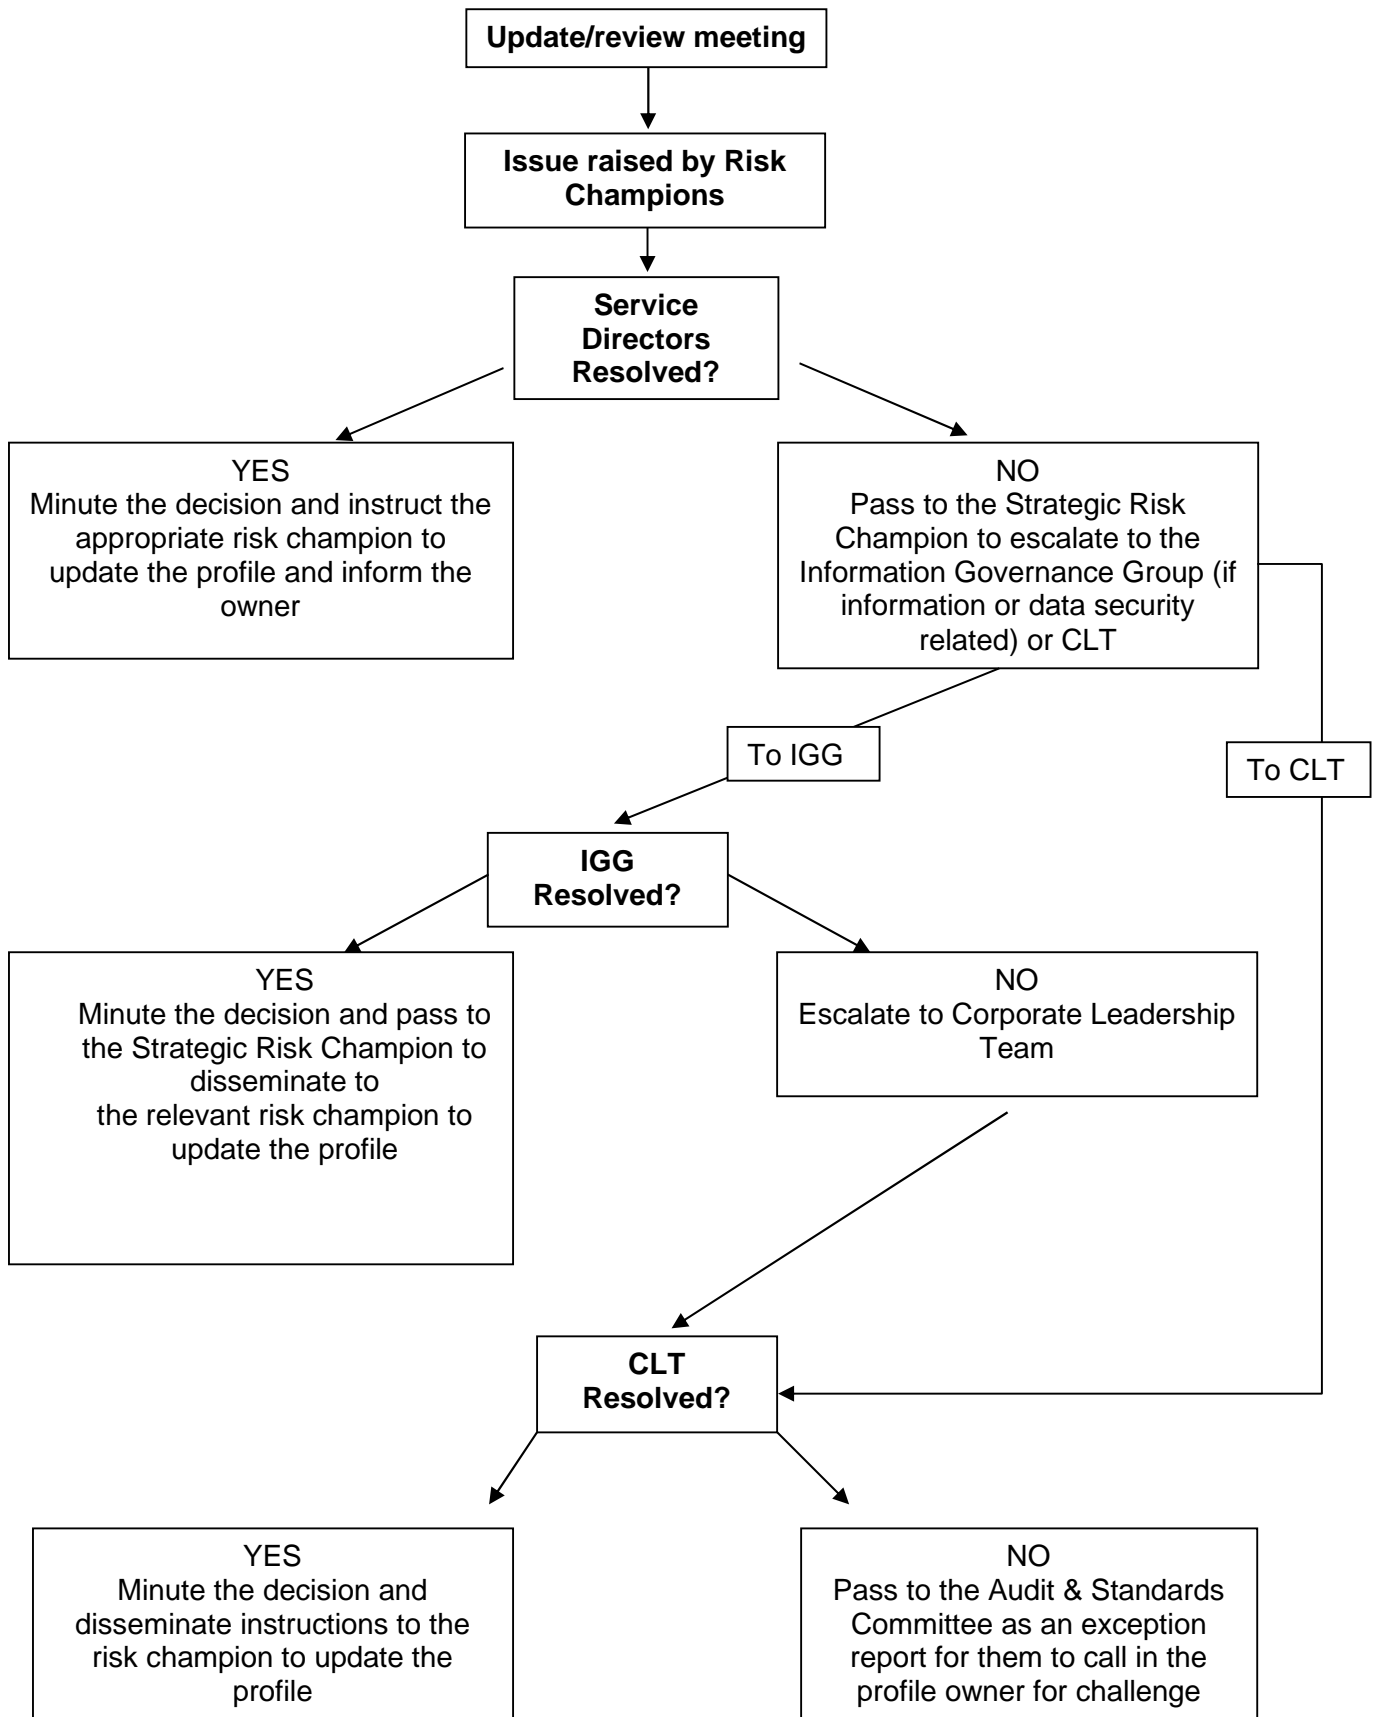 Update/review meeting
Issue raised by Risk
Champions
Service
Directors
Resolved?
YES
Minute the decision and instruct the
appropriate risk champion to
update the profile and inform the
owner
NO
Pass to the Strategic Risk
Champion to escalate to the
Information Governance Group (if
information or data security
related) or CLT
To IGG
To CLT
IGG
Resolved?
YES
Minute the decision and pass to
the Strategic Risk Champion to
disseminate to
the relevant risk champion to
update the profile
NO
Escalate to Corporate Leadership
Team
CLT
Resolved?
YES
Minute the decision and
disseminate instructions to the
risk champion to update the
profile
NO
Pass to the Audit & Standards
Committee as an exception
report for them to call in the
profile owner for challenge